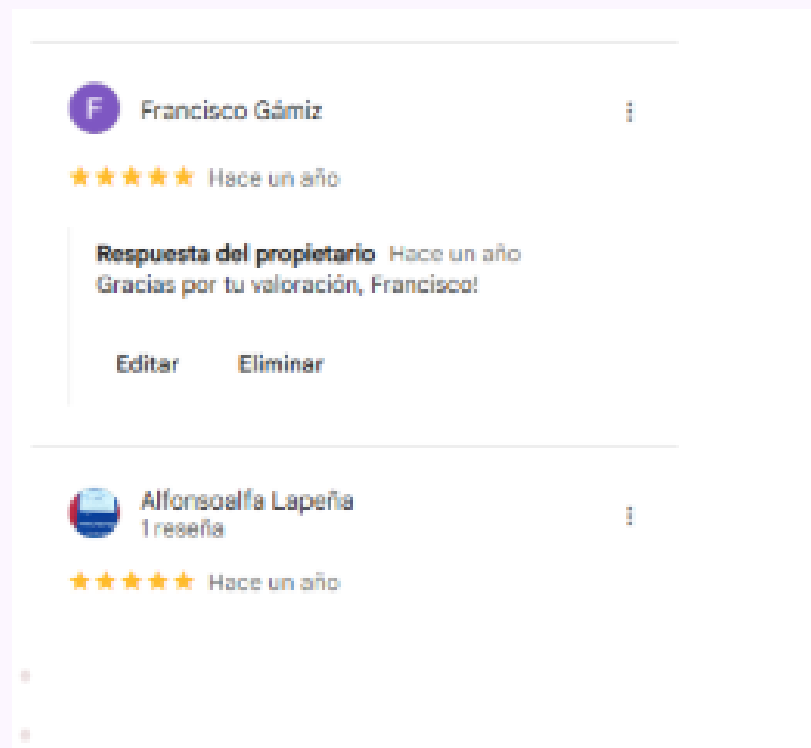 F
Francisco Gámiz
Hace un año
Respuesta del propietario Hace un año
Gracias por tu valoración, Francisco!
Editar Eliminar
Alfonsoalfa Lapeña
1 reseña
Hace un año